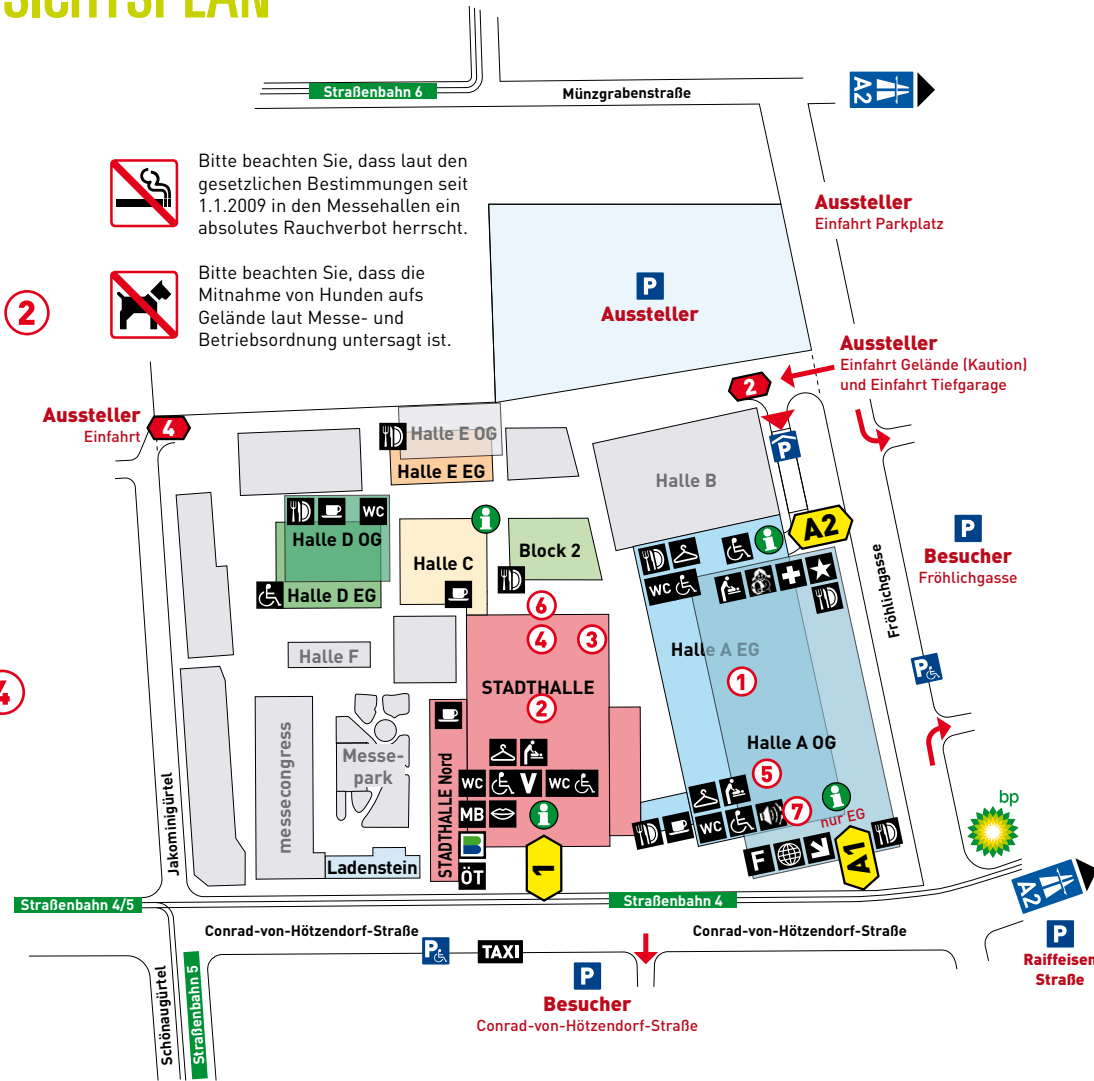 SICHTSPLAN
Straßenbahn 6
Münzgrabenstraße
A2
Bitte beachten Sie, dass laut den
gesetzlichen Bestimmungen seit
1.1.2009 in den Messehallen ein
absolutes Rauchverbot herrscht.
Aussteller
Einfahrt Parkplatz
Bitte beachten Sie, dass die
Mitnahme von Hunden aufs
Gelände laut Messe- und
Betriebsordnung untersagt ist.
2
P
Aussteller
Aussteller
Einfahrt Gelände (Kaution)
und Einfahrt Tiefgarage
2
Aussteller
Einfahrt
4
P
Halle E OG
Halle E EG
Halle B
WC
Halle D OG
Halle D EG
i
Halle C
Block 2
i
A2
WC
P
Besucher
Fröhlichgasse
Fröhlichgasse
P
6
4
3
Halle F
Halle A EG
1
4
STADTHALLE
2
Halle A OG
messecongress
Messe-
park
STADTHALLE Nord
WC
V
WC
MB
i
ÖT
1
5
7
WC
i
nur EG
F
A1
bp
Jakominigürtel
Ladenstein
Straßenbahn 4/5
Straßenbahn 4
A2
Conrad-von-Hötzendorf-Straße
Conrad-von-Hötzendorf-Straße
P
TAXI
P
Besucher
Conrad-von-Hötzendorf-Straße
P
Raiffeisen
Straße
Schönaugürtel
Straßenbahn 5